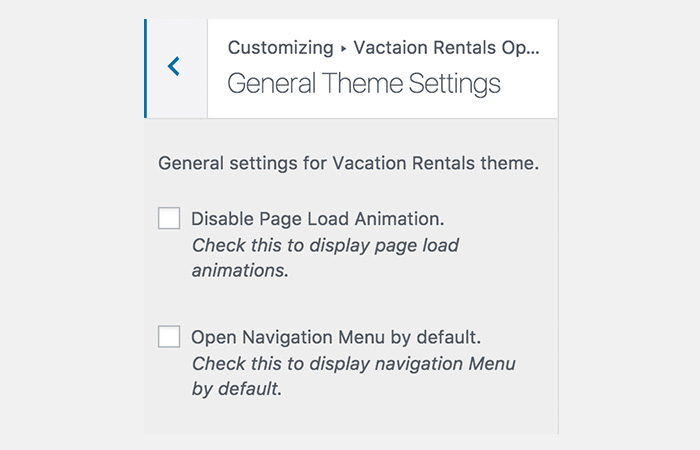 Customizing ▸ Vactaion Rentals Op...
General Theme Settings
General settings for Vacation Rentals theme.
Disable Page Load Animation.
Check this to display page load
animations.
Open Navigation Menu by default.
Check this to display navigation Menu
by default.